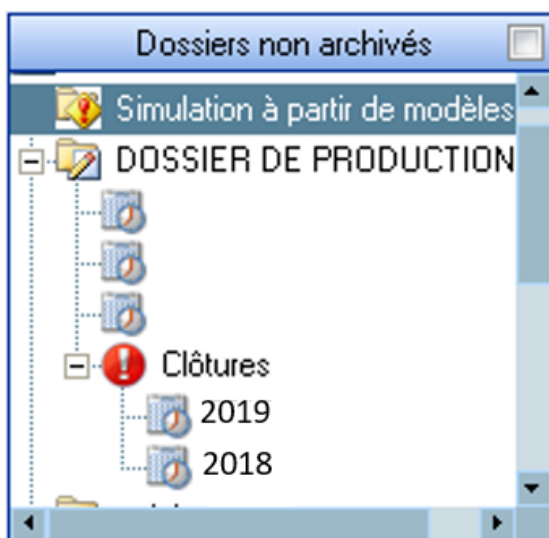 Dossiers non archivés
Simulation à partir de modèles
DOSSIER DE PRODUCTION
Clôtures
2019
2018